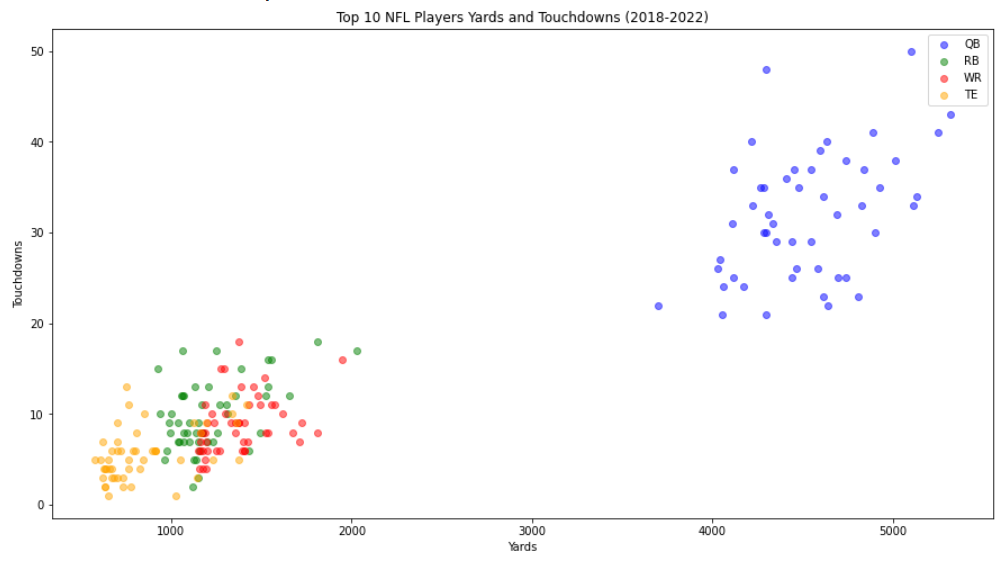 Top 10 NFL Players Yards and Touchdowns (2018-2022)
QB
RB
WR
TE
Touchdowns
50
40
30
20
10
0
1000 2000 3000 4000 5000
Yards